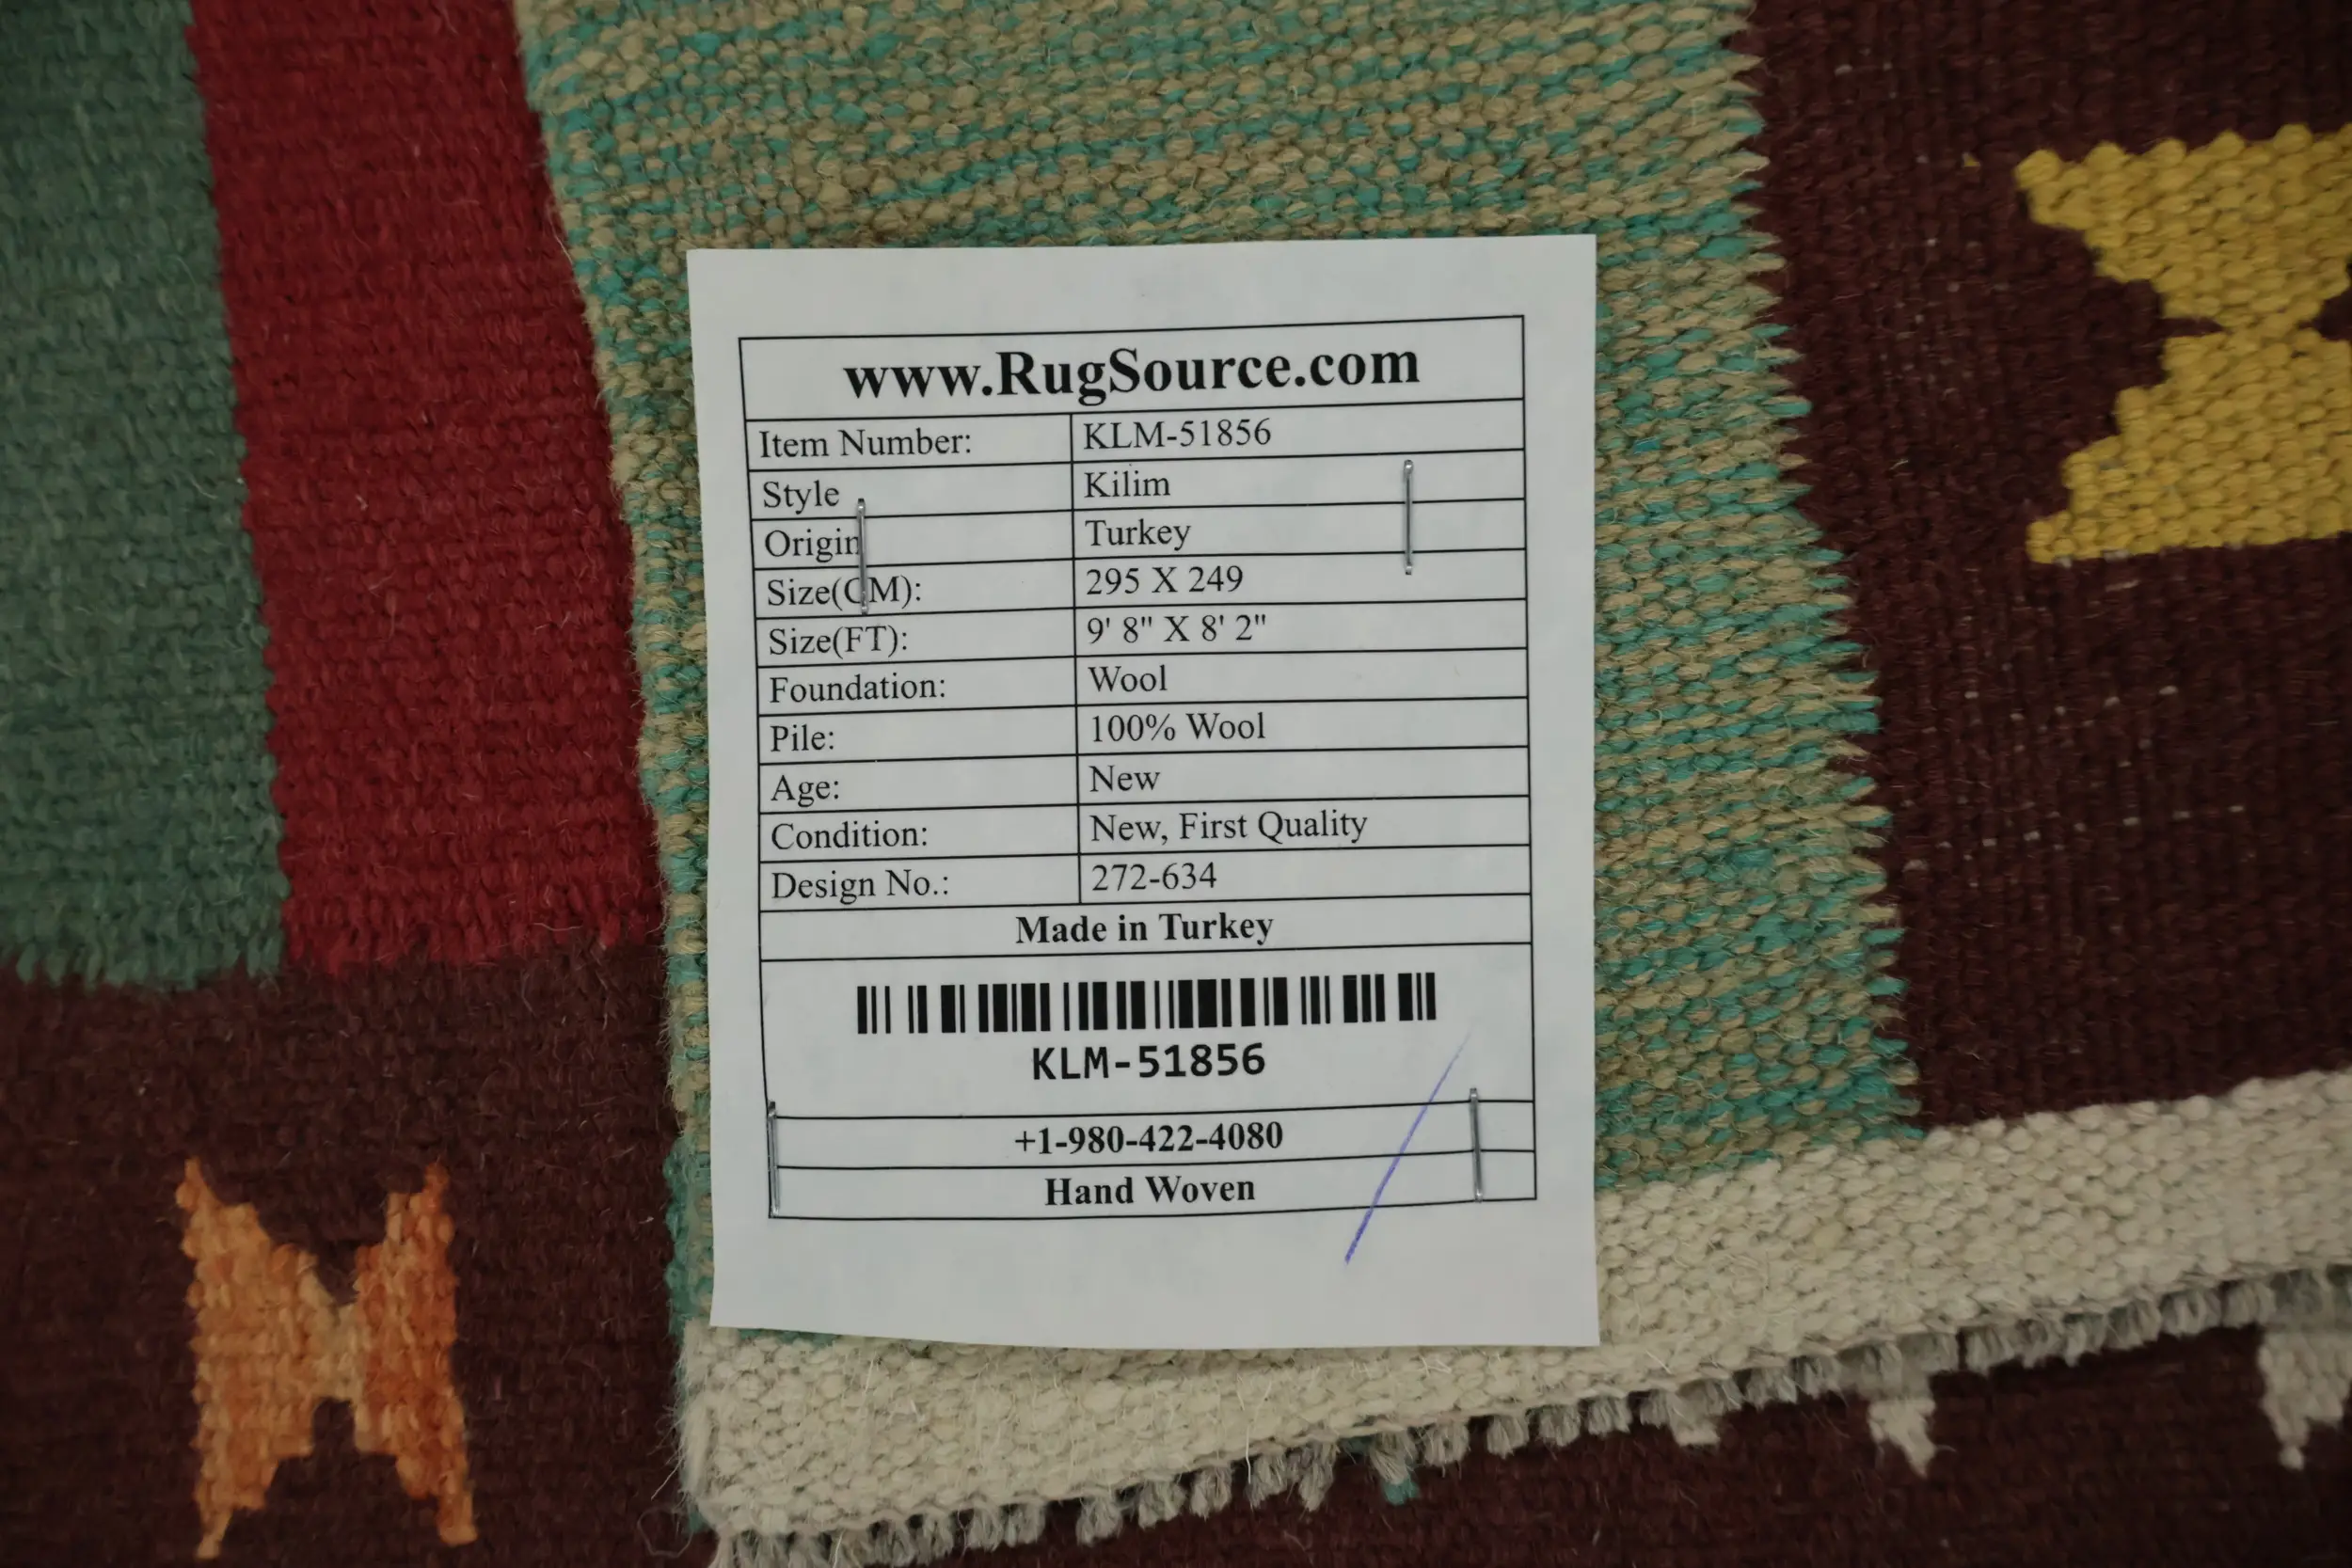 www.RugSource.com
Item Number: KLM-51856
Style Kilim
Origin Turkey
Size(CM): 295 X 249
Size(FT): 9' 8" X 8' 2"
Foundation: Wool
Pile: 100% Wool
Age: New
Condition: New, First Quality
Design No.: 272-634
Made in Turkey
KLM-51856
+1-980-422-4080
Hand Woven